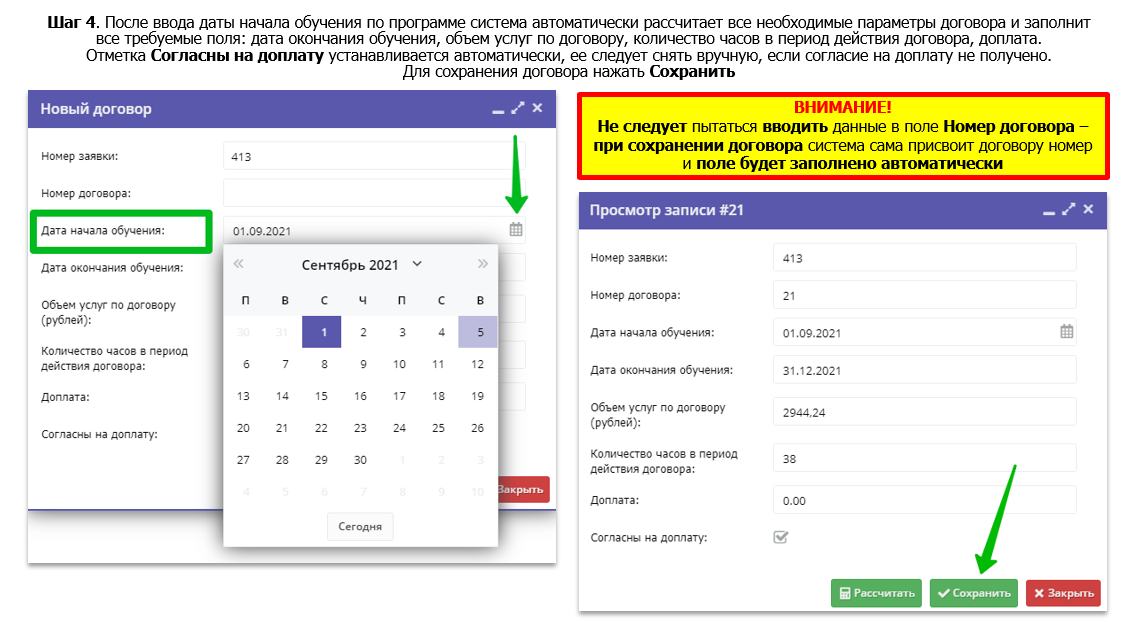 Шаг 4. После ввода даты начала обучения по программе система автоматически рассчитает все необходимые параметры договора и заполнит
все требуемые поля: дата окончания обучения, объем услуг по договору, количество часов в период действия договора, доплата.
Отметка Согласны на доплату устанавливается автоматически, ее следует снять вручную, если согласие на доплату не получено.
Для сохранения договора нажать Сохранить
Новый договор
Номер заявки: 413
Номер договора:
Дата начала обучения: 01.09.2021
Дата окончания обучения:
Объем услуг по договору
(рублей):
Количество часов в период
действия договора:
Доплата:
Согласны на доплату:
« Сентябрь 2021 »
П В С Ч П С В
30 31 1 2 3 4 5
6 7 8 9 10 11 12
13 14 15 16 17 18 19
20 21 22 23 24 25 26
27 28 29 30 1 2 3
4 5 6 7 8 9 10
Сегодня
Закрыть
ВНИМАНИЕ!
Не следует пытаться вводить данные в поле Номер договора –
при сохранении договора система сама присвоит договору номер
и поле будет заполнено автоматически
Просмотр записи #21
Номер заявки: 413
Номер договора: 21
Дата начала обучения: 01.09.2021
Дата окончания обучения: 31.12.2021
Объем услуг по договору
(рублей): 2944,24
Количество часов в период
действия договора: 38
Доплата: 0.00
Согласны на доплату:
Рассчитать Сохранить Закрыть